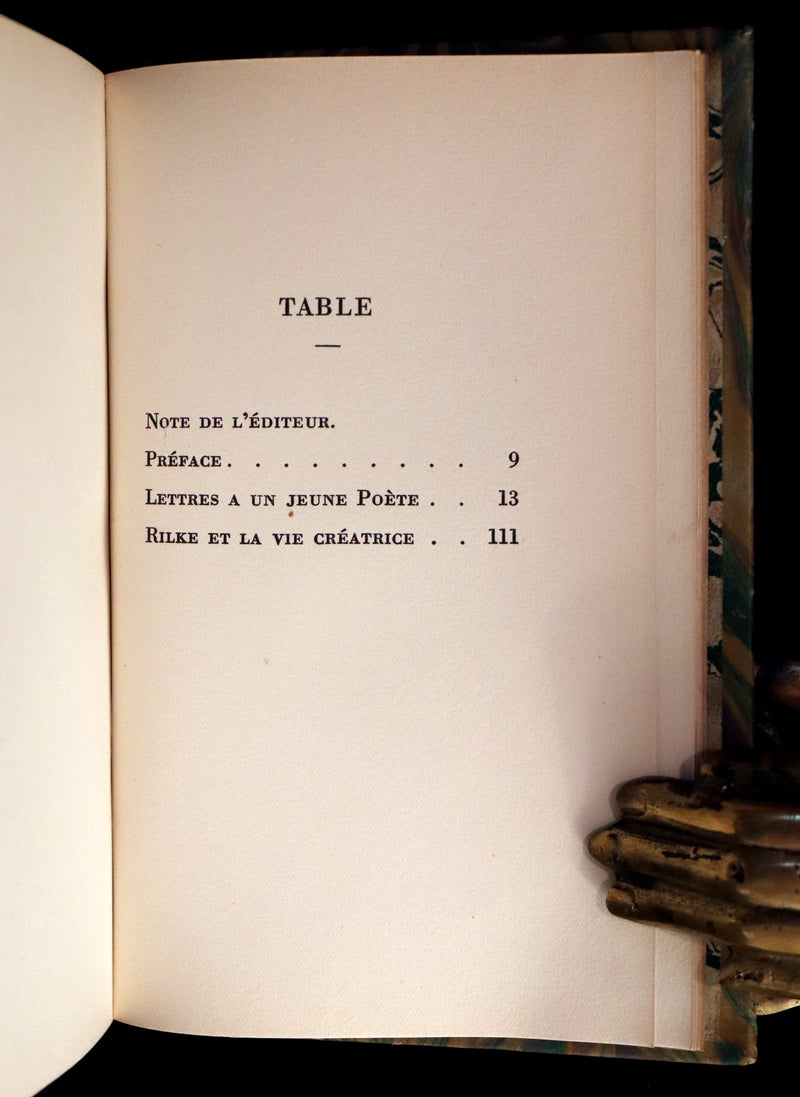 TABLE
Note de l'éditeur.
Préface . . . . . . . . . 9
Lettres a un jeune Poète . . 13
Rilke et la vie créatrice . . 111